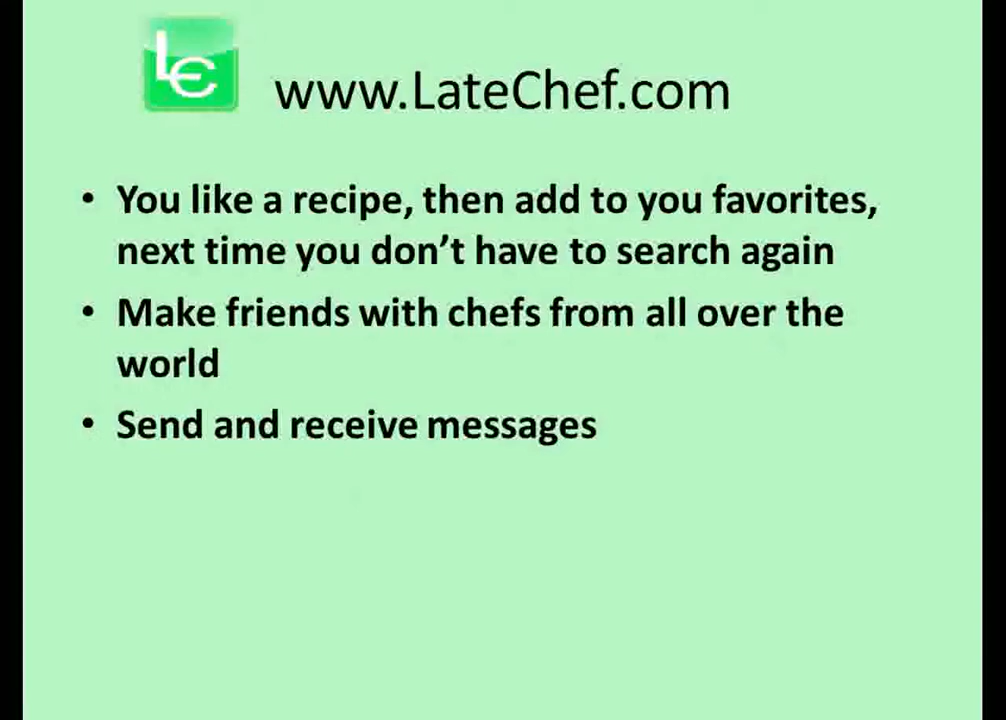 LC
www.LateChef.com
• You like a recipe, then add to you favorites,
next time you don’t have to search again
• Make friends with chefs from all over the
world
• Send and receive messages